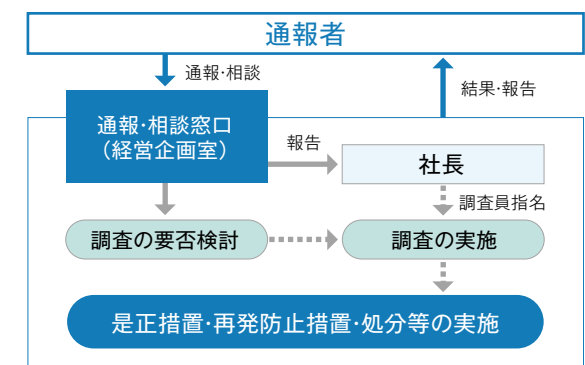 通報者
通報･相談
結果･報告
通報･相談窓口
（経営企画室）
報告
社長
調査員指名
調査の要否検討
調査の実施
是正措置･再発防止措置･処分等の実施